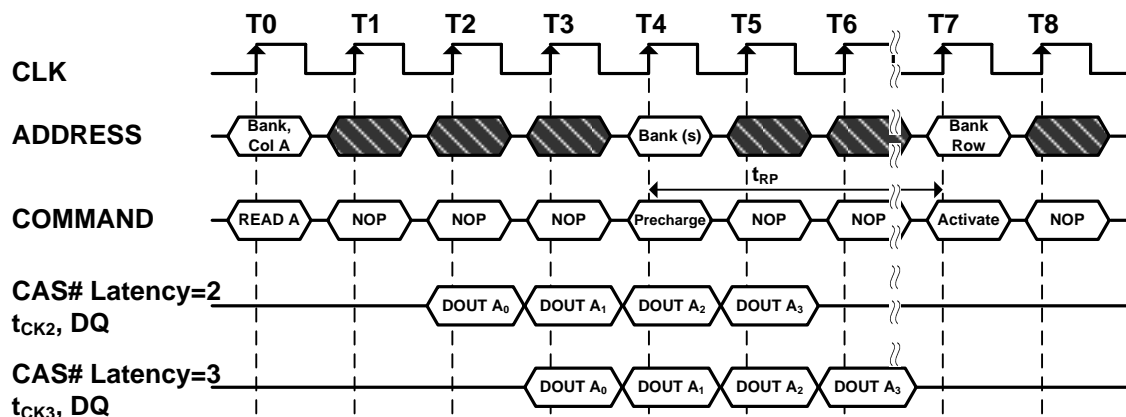 T0 T1 T2 T3 T4 T5 T6 T7 T8
CLK
ADDRESS
Bank, Col A
Bank (s)
Bank Row
tRP
COMMAND
READ A NOP NOP NOP Precharge NOP NOP Activate NOP
CAS# Latency=2
tCK2, DQ
DOUT A0 DOUT A1 DOUT A2 DOUT A3
CAS# Latency=3
tCK3, DQ
DOUT A0 DOUT A1 DOUT A2 DOUT A3